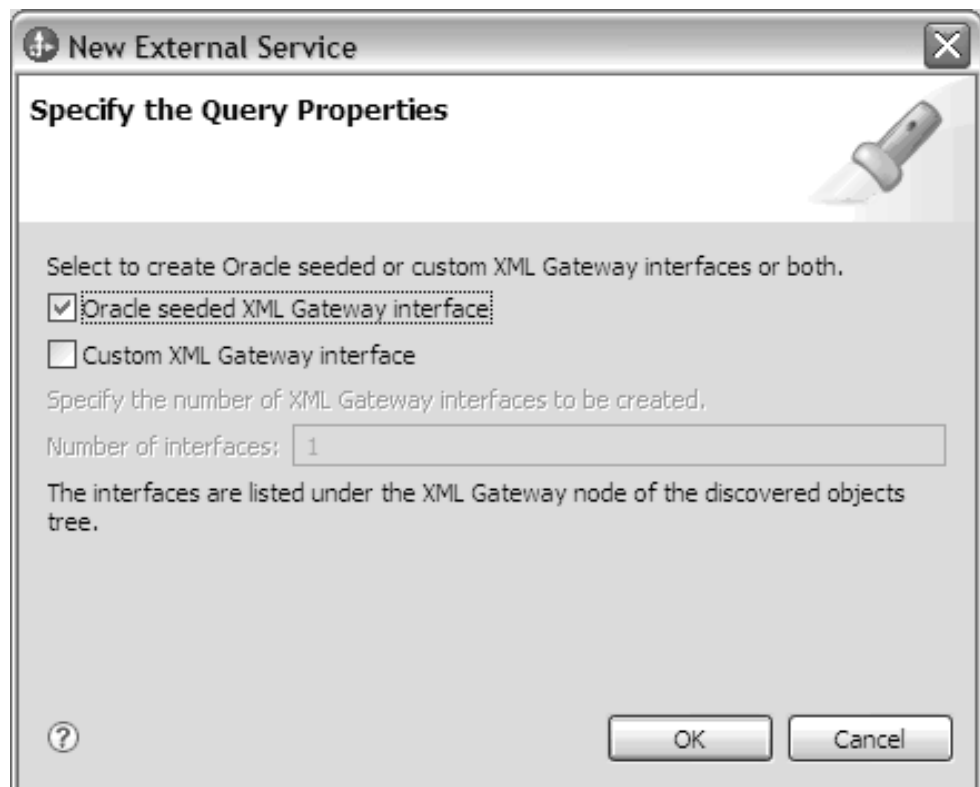 New External Service
Specify the Query Properties
Select to create Oracle seeded or custom XML Gateway interfaces or both.
Oracle seeded XML Gateway interface
Custom XML Gateway interface
Specify the number of XML Gateway interfaces to be created.
Number of interfaces: 1
The interfaces are listed under the XML Gateway node of the discovered objects
tree.
?
OK Cancel